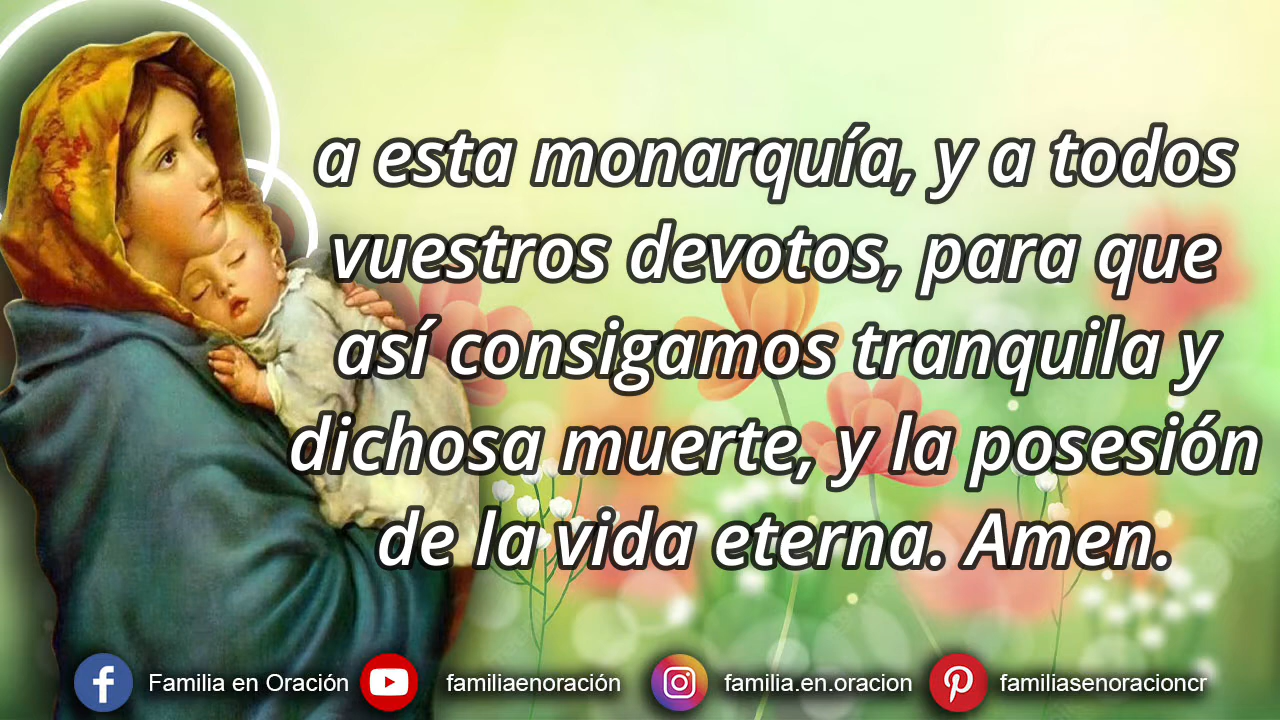 a esta monarquía, y a todos
vuestros devotos, para que
así consigamos tranquila y
dichosa muerte, y la posesión
de la vida eterna. Amen.
Familia en Oración familiaenoración familia.en.oracion familiasenoracioncr